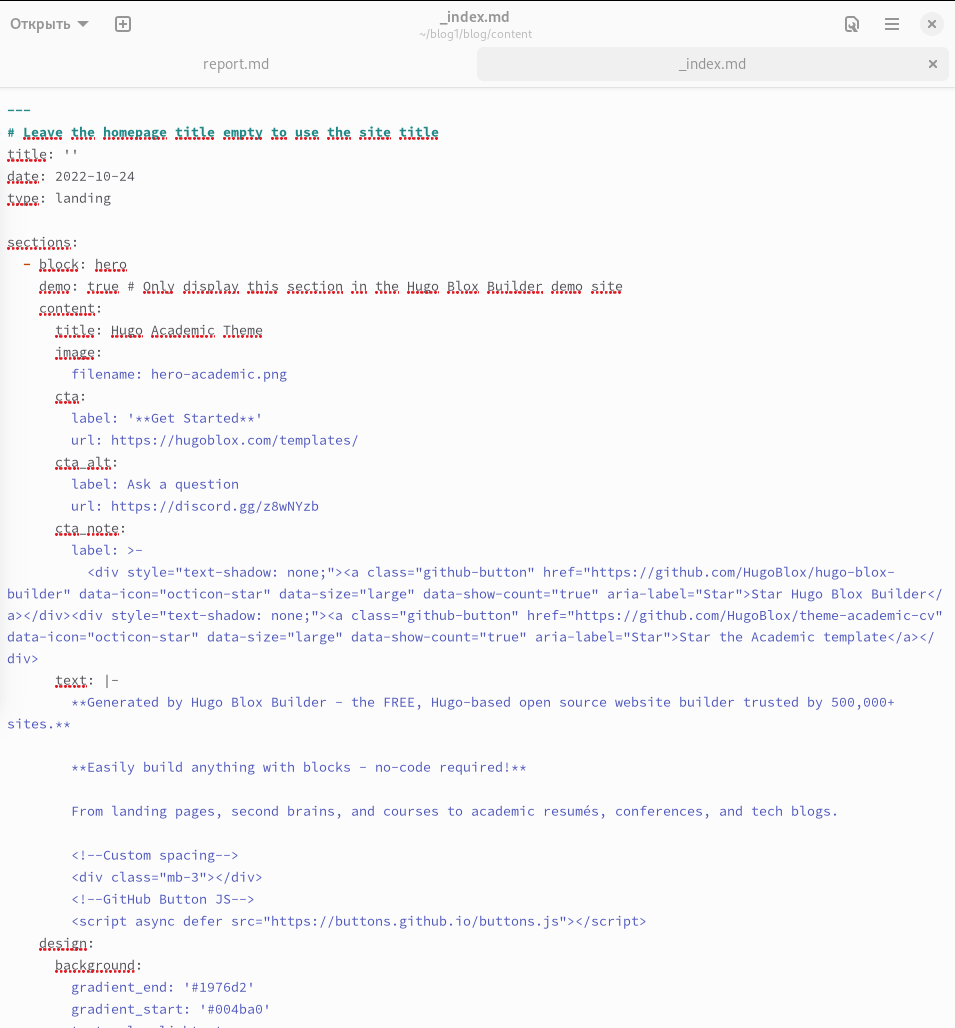 Открыть
_index.md
~/blog1/blog/content
report.md
_index.md
---
# Leave the homepage title empty to use the site title
title: ''
date: 2022-10-24
type: landing
sections:
- block: hero
demo: true # Only display this section in the Hugo Blox Builder demo site
content:
title: Hugo Academic Theme
image:
filename: hero-academic.png
cta:
label: '**Get Started**'
url: https://hugoblox.com/templates/
cta_alt:
label: Ask a question
url: https://discord.gg/z8wNYzb
cta_note:
label: >-
<div style="text-shadow: none;"><a class="github-button" href="https://github.com/HugoBlox/hugo-blox-
builder" data-icon="octicon-star" data-size="large" data-show-count="true" aria-label="Star">Star Hugo Blox Builder</
a></div><div style="text-shadow: none;"><a class="github-button" href="https://github.com/HugoBlox/theme-academic-cv"
data-icon="octicon-star" data-size="large" data-show-count="true" aria-label="Star">Star the Academic template</a></
div>
text: |-
**Generated by Hugo Blox Builder - the FREE, Hugo-based open source website builder trusted by 500,000+
sites.**
**Easily build anything with blocks - no-code required!**
From landing pages, second brains, and courses to academic resumés, conferences, and tech blogs.
<!--Custom spacing-->
<div class="mb-3"></div>
<!--GitHub Button JS-->
<script async defer src="https://buttons.github.io/buttons.js"></script>
design:
background:
gradient_end: '#1976d2'
gradient_start: '#004ba0'